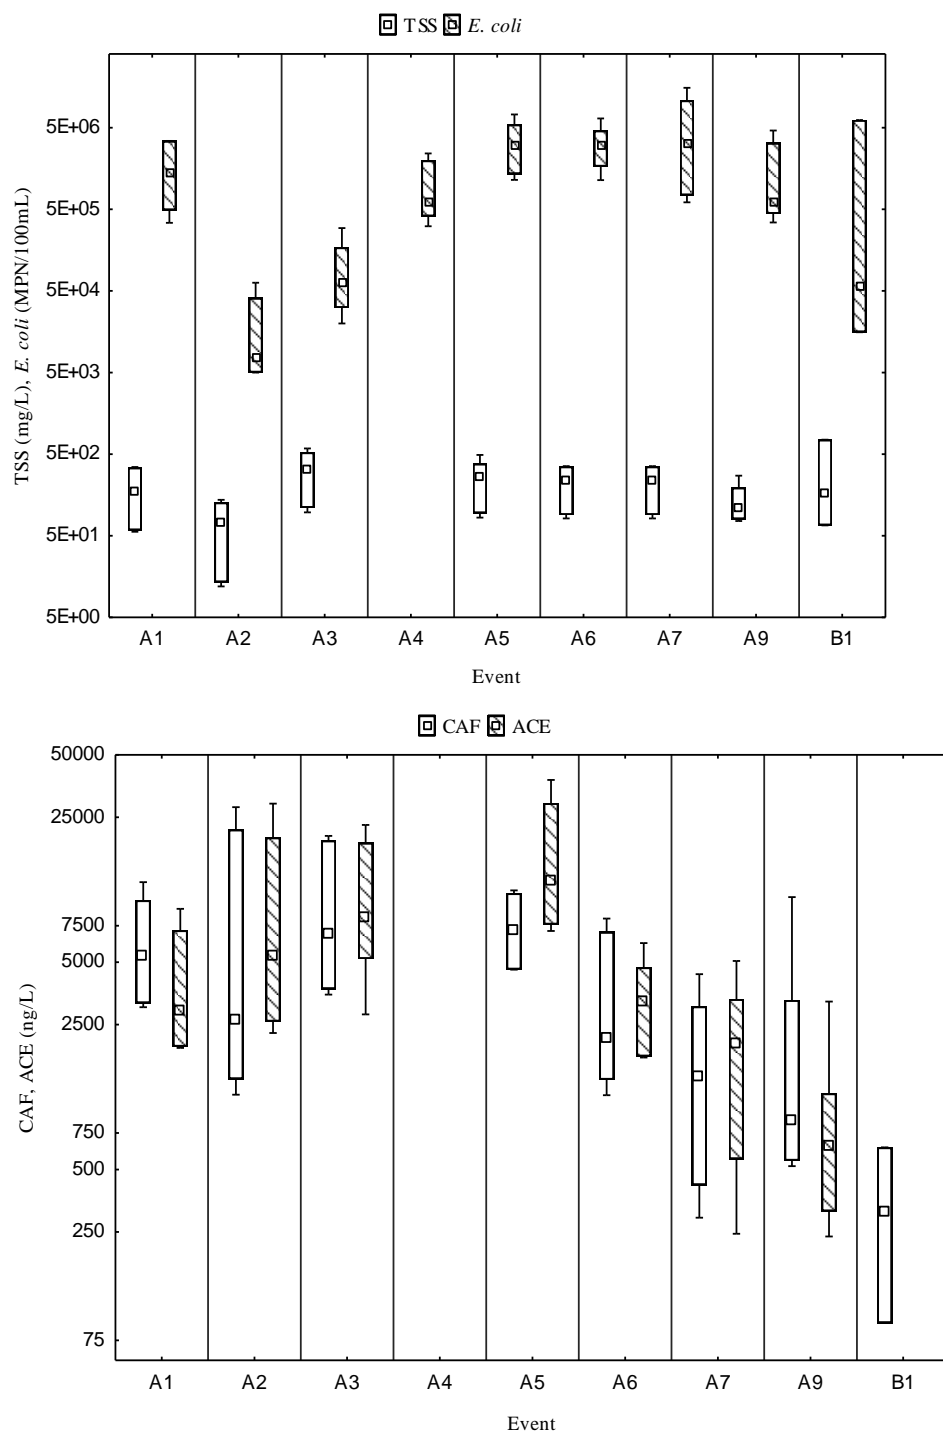 TSS E. coli
TSS (mg/L), E. coli (MPN/100mL)
5E+06
5E+05
5E+04
5E+03
5E+02
5E+01
5E+00
A1 A2 A3 A4 A5 A6 A7 A9 B1
Event
CAF ACE
CAF, ACE (ng/L)
50000
25000
7500
5000
2500
750
500
250
75
A1 A2 A3 A4 A5 A6 A7 A9 B1
Event